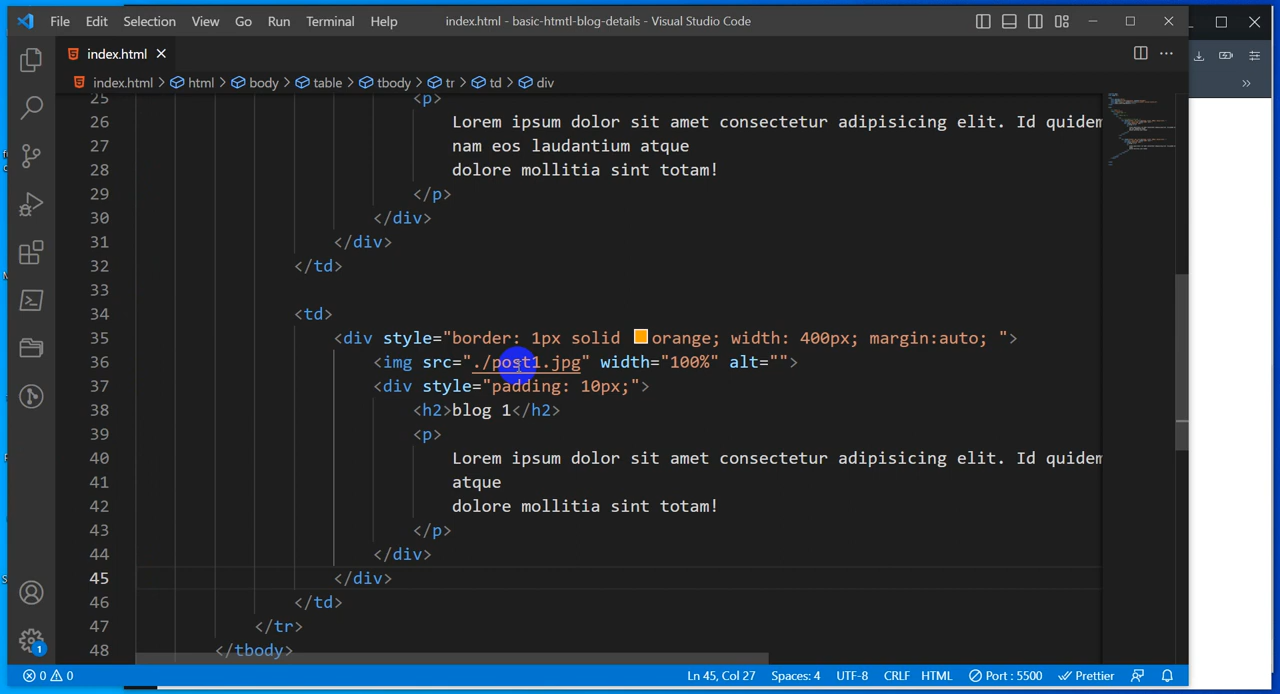 File Edit Selection View Go Run Terminal Help index.html - basic-htmtl-blog-details - Visual Studio Code
index.html
index.html > html > body > table > tbody > tr > td > div
25 <p>
26 Lorem ipsum dolor sit amet consectetur adipisicing elit. Id quidem
27 nam eos laudantium atque
28 dolore mollitia sint totam!
29 </p>
30 </div>
31 </div>
32 </td>
33
34 <td>
35 <div style="border: 1px solid orange; width: 400px; margin:auto; ">
36 <img src="./post1.jpg" width="100%" alt="">
37 <div style="padding: 10px;">
38 <h2>blog 1</h2>
39 <p>
40 Lorem ipsum dolor sit amet consectetur adipisicing elit. Id quidem
41 atque
42 dolore mollitia sint totam!
43 </p>
44 </div>
45 </div>
46 </td>
47 </tr>
48 </tbody>
1
0 0 Ln 45, Col 27 Spaces: 4 UTF-8 CRLF HTML Port : 5500 Prettier